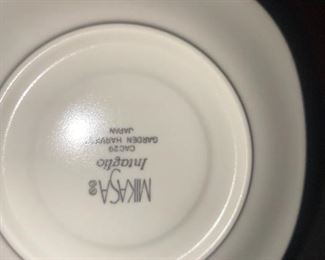 MIKASA
Intaglio
CAC29
GARDEN HARVEST
JAPAN